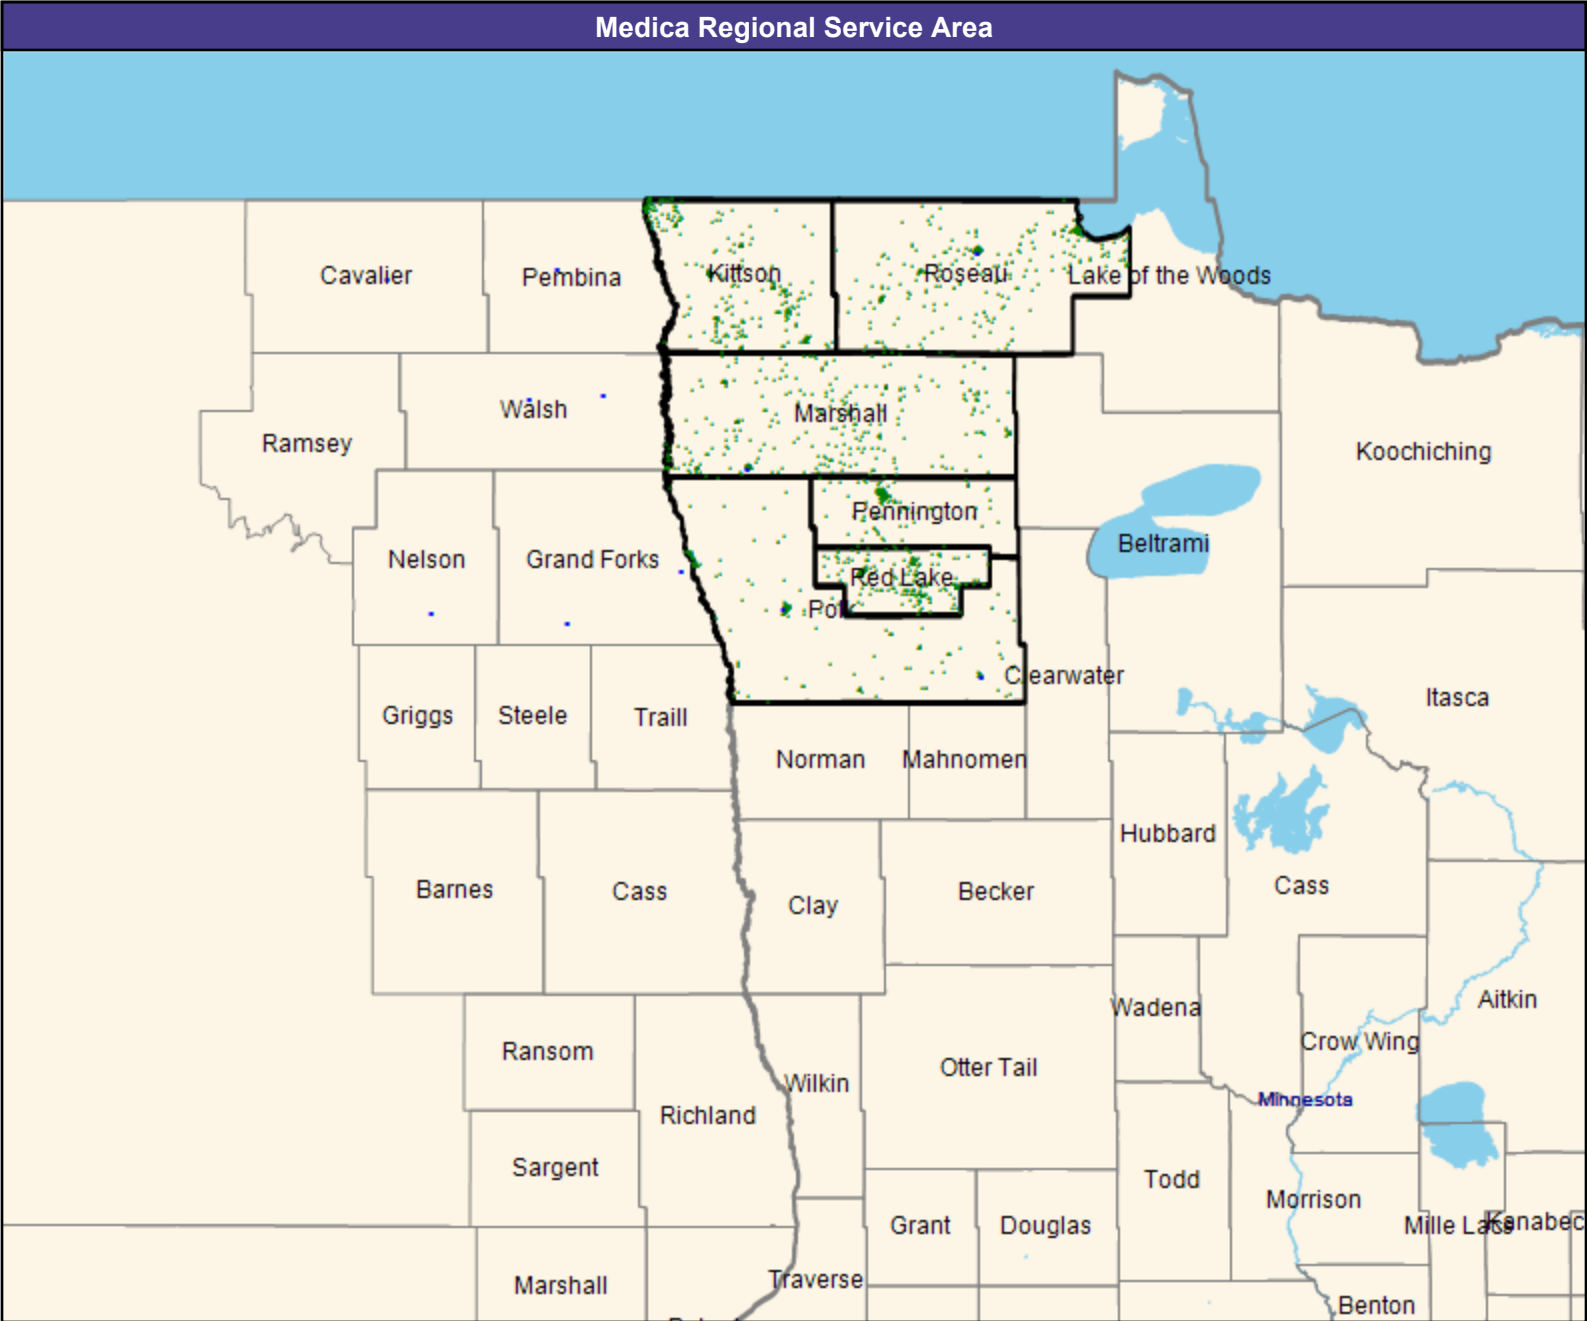 Medica Regional Service Area
Cavalier
Pembina
Kittson
Roseau
Lake of the Woods
Walsh
Marshall
Ramsey
Koochiching
Pennington
Nelson
Grand Forks
Beltrami
Red Lake
Clearwater
Griggs
Steele
Traill
Itasca
Norman
Mahnomen
Hubbard
Barnes
Cass
Clay
Becker
Cass
Wadena
Aitkin
Ransom
Otter Tail
Crow Wing
Wilkin
Minnesota
Richland
Sargent
Todd
Morrison
Grant
Douglas
Mille Lacs
Kanabec
Marshall
Traverse
Benton